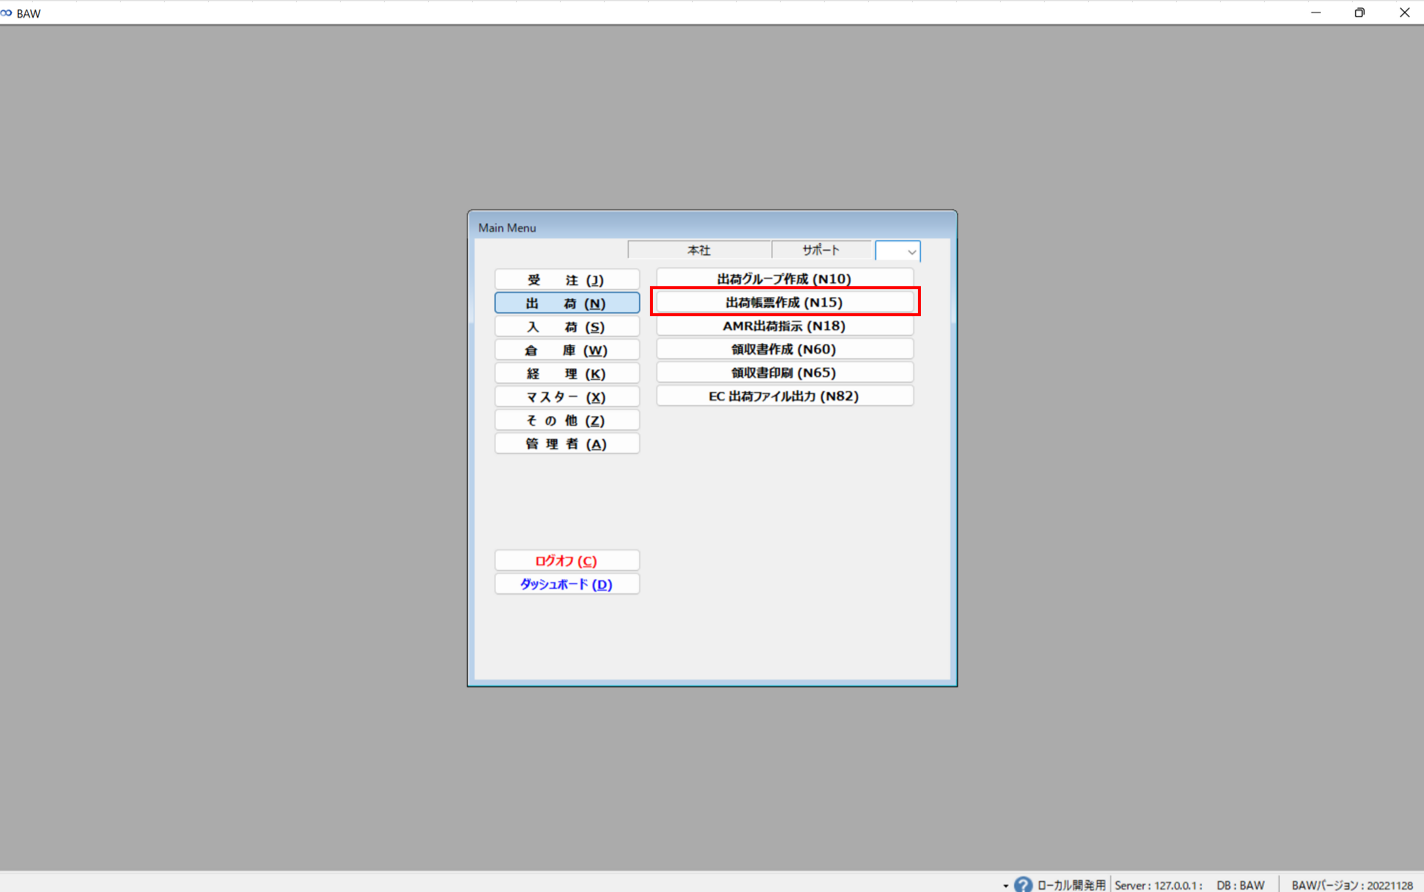 BAW
Main Menu
本社 サポート
受 注 (J)
出 荷 (N)
入 荷 (S)
倉 庫 (W)
経 理 (K)
マスター (X)
そ の 他 (Z)
管 理 者 (A)
ログオフ (C)
ダッシュボード (D)
出荷グループ作成 (N10)
出荷帳票作成 (N15)
AMR出荷指示 (N18)
領収書作成 (N60)
領収書印刷 (N65)
EC 出荷ファイル出力 (N82)
? ローカル開発用 Server : 127.0.0.1 : DB : BAW BAWバージョン : 20221128